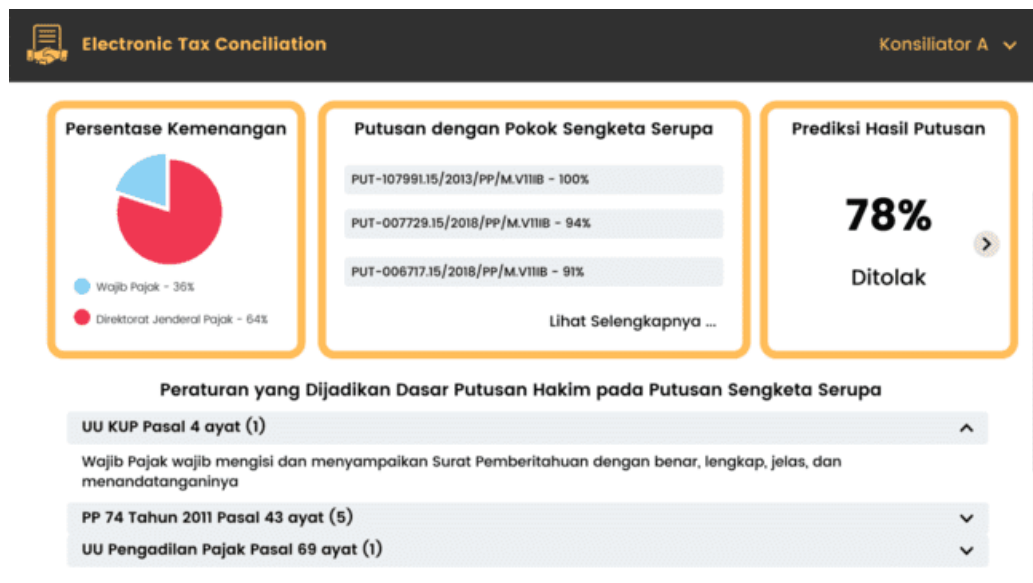 Electronic Tax Conciliation
Konsiliator A
Persentase Kemenangan
Wajib Pajak - 36%
Direktorat Jenderal Pajak - 64%
Putusan dengan Pokok Sengketa Serupa
PUT-107991.15/2013/PP/M.V11IB - 100%
PUT-007729.15/2018/PP/M.V11IB - 94%
PUT-006717.15/2018/PP/M.V11IB - 91%
Lihat Selengkapnya ...
Prediksi Hasil Putusan
78%
Ditolak
Peraturan yang Dijadikan Dasar Putusan Hakim pada Putusan Sengketa Serupa
UU KUP Pasal 4 ayat (1)
Wajib Pajak wajib mengisi dan menyampaikan Surat Pemberitahuan dengan benar, lengkap, jelas, dan
menandatanganinya
PP 74 Tahun 2011 Pasal 43 ayat (5)
UU Pengadilan Pajak Pasal 69 ayat (1)